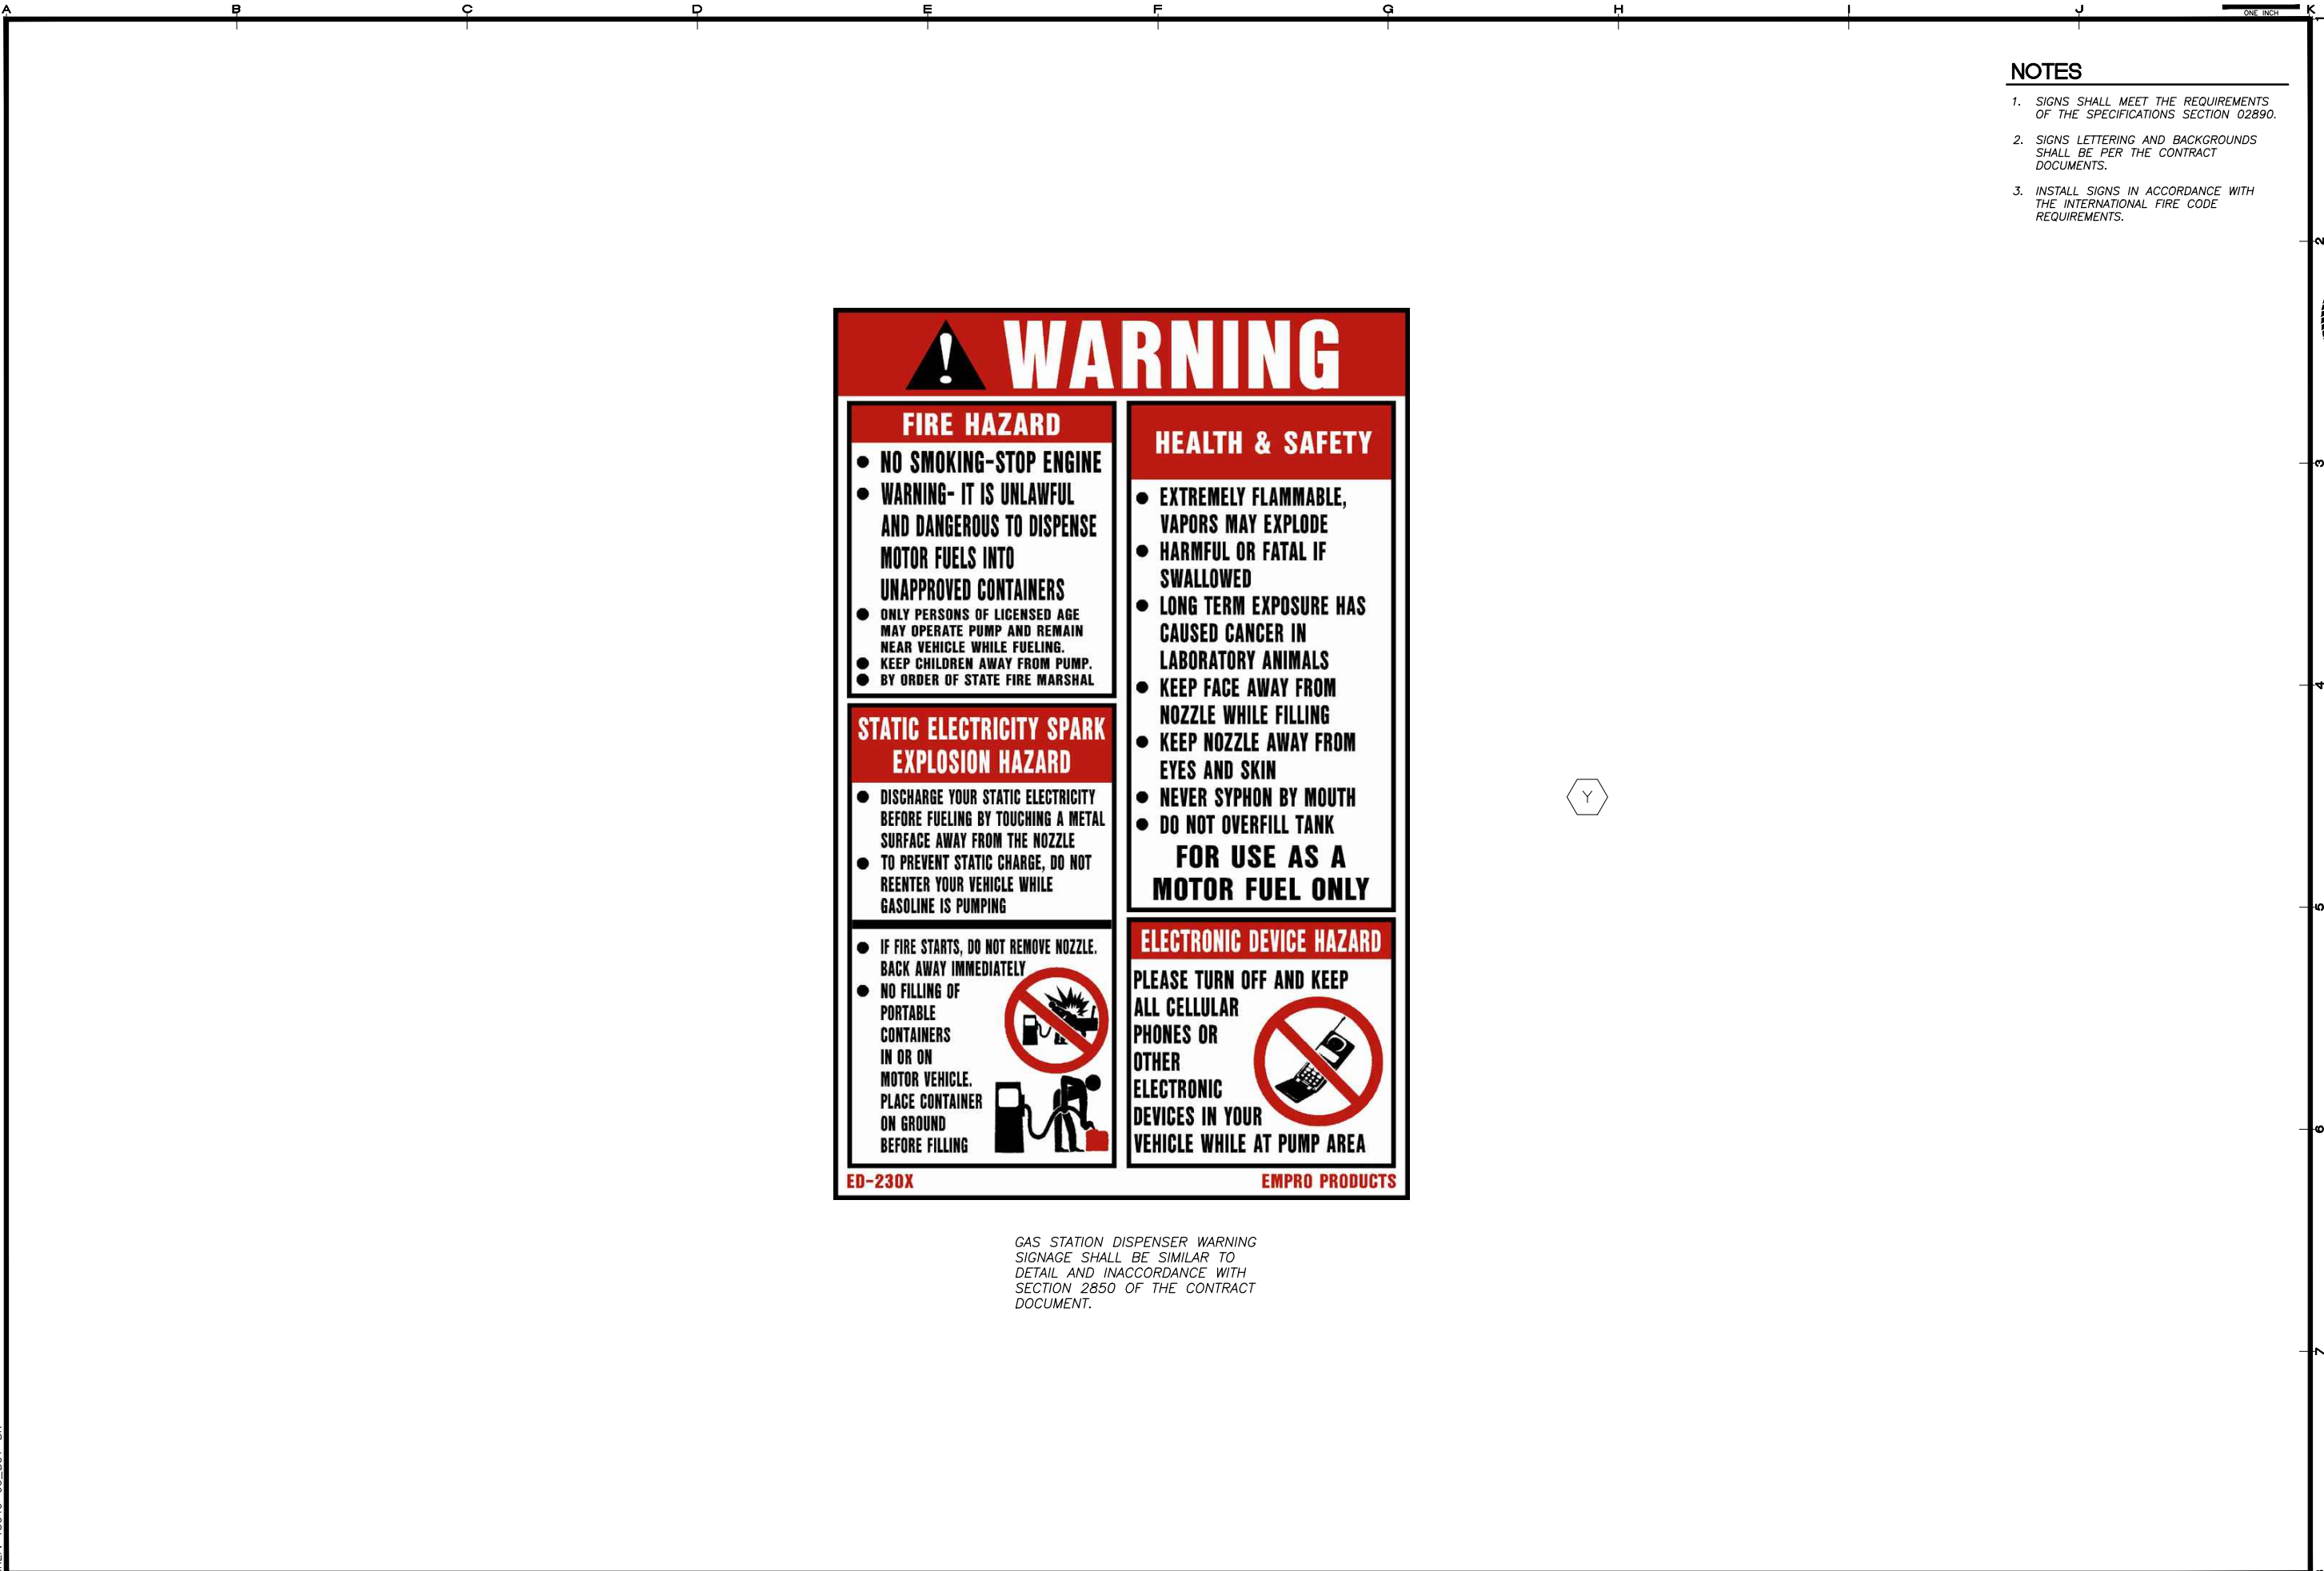 A B C D E F G H I J K
ONE INCH
1
2
3
4
5
6
7
NOTES
1. SIGNS SHALL MEET THE REQUIREMENTS
OF THE SPECIFICATIONS SECTION 02890.
2. SIGNS LETTERING AND BACKGROUNDS
SHALL BE PER THE CONTRACT
DOCUMENTS.
3. INSTALL SIGNS IN ACCORDANCE WITH
THE INTERNATIONAL FIRE CODE
REQUIREMENTS.
WARNING
FIRE HAZARD
● NO SMOKING-STOP ENGINE
● WARNING- IT IS UNLAWFUL
AND DANGEROUS TO DISPENSE
MOTOR FUELS INTO
UNAPPROVED CONTAINERS
● ONLY PERSONS OF LICENSED AGE
MAY OPERATE PUMP AND REMAIN
NEAR VEHICLE WHILE FUELING.
● KEEP CHILDREN AWAY FROM PUMP.
● BY ORDER OF STATE FIRE MARSHAL
STATIC ELECTRICITY SPARK
EXPLOSION HAZARD
● DISCHARGE YOUR STATIC ELECTRICITY
BEFORE FUELING BY TOUCHING A METAL
SURFACE AWAY FROM THE NOZZLE
● TO PREVENT STATIC CHARGE, DO NOT
REENTER YOUR VEHICLE WHILE
GASOLINE IS PUMPING
● IF FIRE STARTS, DO NOT REMOVE NOZZLE.
BACK AWAY IMMEDIATELY
● NO FILLING OF
PORTABLE
CONTAINERS
IN OR ON
MOTOR VEHICLE.
PLACE CONTAINER
ON GROUND
BEFORE FILLING
HEALTH & SAFETY
● EXTREMELY FLAMMABLE,
VAPORS MAY EXPLODE
● HARMFUL OR FATAL IF
SWALLOWED
● LONG TERM EXPOSURE HAS
CAUSED CANCER IN
LABORATORY ANIMALS
● KEEP FACE AWAY FROM
NOZZLE WHILE FILLING
● KEEP NOZZLE AWAY FROM
EYES AND SKIN
● NEVER SYPHON BY MOUTH
● DO NOT OVERFILL TANK
FOR USE AS A
MOTOR FUEL ONLY
ELECTRONIC DEVICE HAZARD
PLEASE TURN OFF AND KEEP
ALL CELLULAR
PHONES OR
OTHER
ELECTRONIC
DEVICES IN YOUR
VEHICLE WHILE AT PUMP AREA
ED-230X
EMPRO PRODUCTS
Y
GAS STATION DISPENSER WARNING
SIGNAGE SHALL BE SIMILAR TO
DETAIL AND INACCORDANCE WITH
SECTION 2850 OF THE CONTRACT
DOCUMENT.